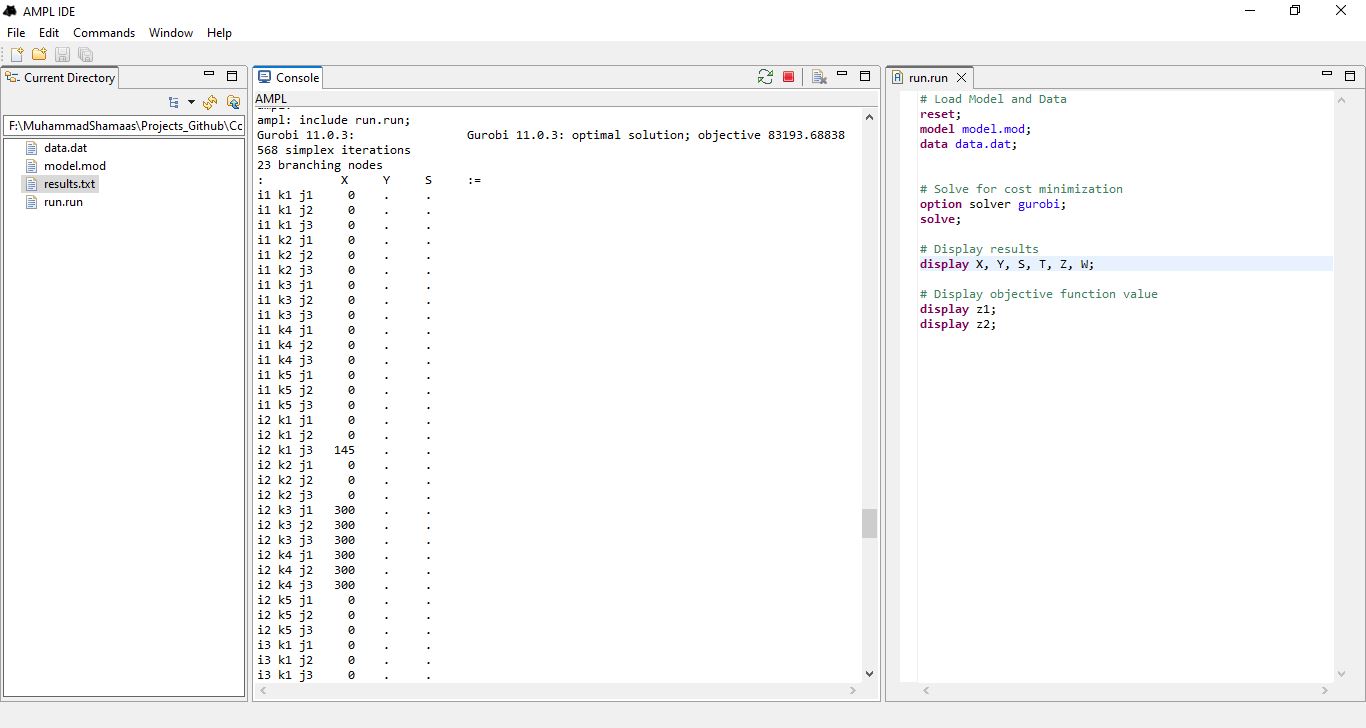 AMPL IDE
File Edit Commands Window Help
Current Directory
F:\MuhammadShamaas\Projects_Github\Cc
data.dat
model.mod
results.txt
run.run
Console
AMPL
ampl:
ampl: include run.run;
Gurobi 11.0.3: Gurobi 11.0.3: optimal solution; objective 83193.68838
568 simplex iterations
23 branching nodes
: X Y S :=
i1 k1 j1 0 . .
i1 k1 j2 0 . .
i1 k1 j3 0 . .
i1 k2 j1 0 . .
i1 k2 j2 0 . .
i1 k2 j3 0 . .
i1 k3 j1 0 . .
i1 k3 j2 0 . .
i1 k3 j3 0 . .
i1 k4 j1 0 . .
i1 k4 j2 0 . .
i1 k4 j3 0 . .
i1 k5 j1 0 . .
i1 k5 j2 0 . .
i1 k5 j3 0 . .
i2 k1 j1 0 . .
i2 k1 j2 0 . .
i2 k1 j3 145 . .
i2 k2 j1 0 . .
i2 k2 j2 0 . .
i2 k2 j3 0 . .
i2 k3 j1 300 . .
i2 k3 j2 300 . .
i2 k3 j3 300 . .
i2 k4 j1 300 . .
i2 k4 j2 300 . .
i2 k4 j3 300 . .
i2 k5 j1 0 . .
i2 k5 j2 0 . .
i2 k5 j3 0 . .
i3 k1 j1 0 . .
i3 k1 j2 0 . .
i3 k1 j3 0 . .
run.run
# Load Model and Data
reset;
model model.mod;
data data.dat;
# Solve for cost minimization
option solver gurobi;
solve;
# Display results
display X, Y, S, T, Z, W;
# Display objective function value
display z1;
display z2;